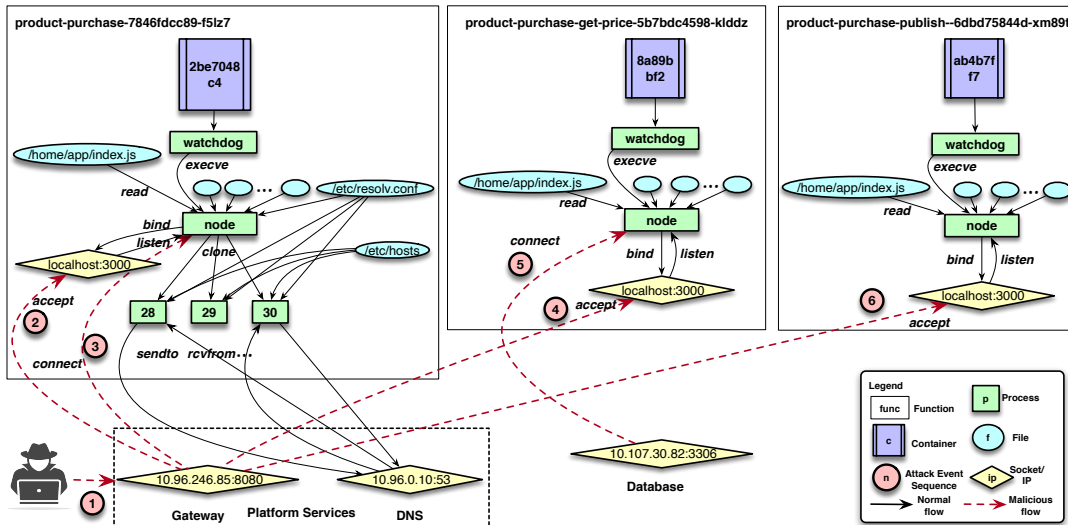 product-purchase-7846fdcc89-f5lz7
2be7048
c4
watchdog
/home/app/index.js
execve
read
...
/etc/resolv.conf
node
bind
listen
clone
/etc/hosts
localhost:3000
accept
2
28
29
30
3
connect
sendto
rcvfrom...
product-purchase-get-price-5b7bdc4598-klddz
8a89b
bf2
watchdog
execve
/home/app/index.js
...
read
node
connect
5
bind
listen
4
localhost:3000
accept
product-purchase-publish--6dbd75844d-xm89t
ab4b7f
f7
watchdog
execve
/home/app/index.js
...
read
node
bind
listen
6
localhost:3000
accept
1
10.96.246.85:8080
10.96.0.10:53
Gateway
Platform Services
DNS
10.107.30.82:3306
Database
Legend
func
Function
p
Process
c
Container
f
File
n
Attack Event
Sequence
ip
Socket/
IP
Normal
flow
Malicious
flow